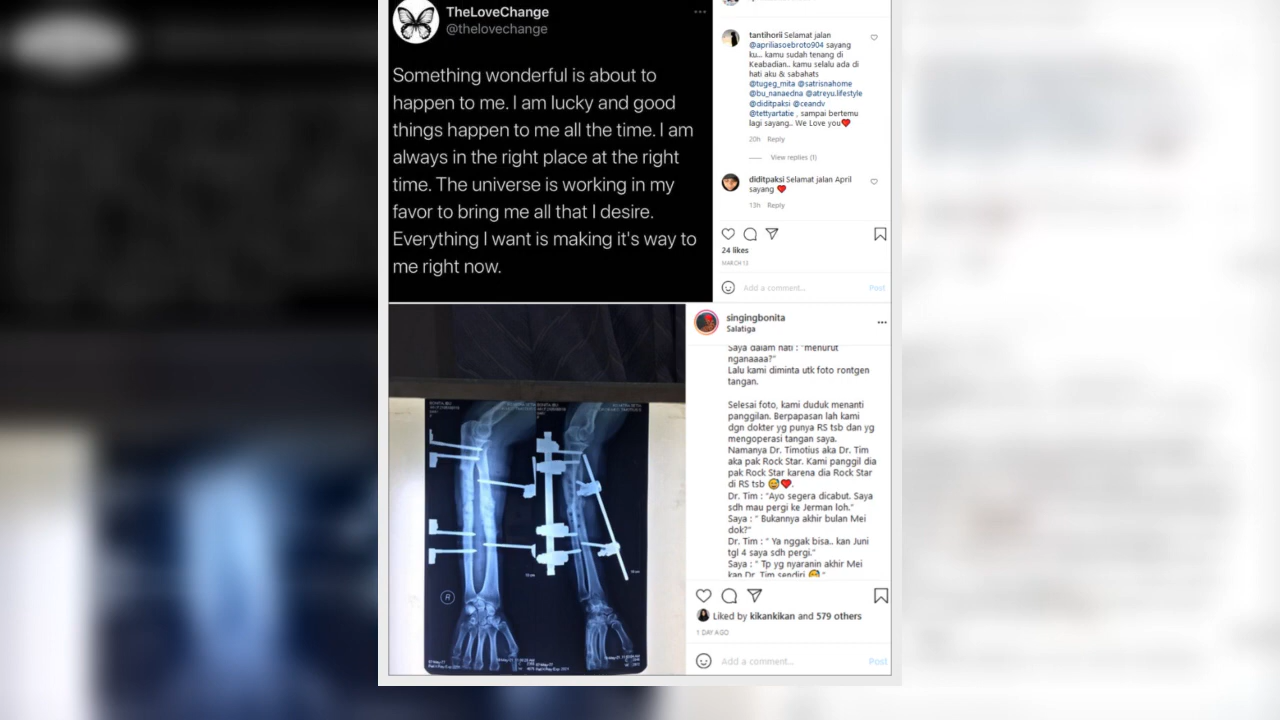 TheLoveChange
@thelovechange
Something wonderful is about to
happen to me. I am lucky and good
things happen to me all the time. I am
always in the right place at the right
time. The universe is working in my
favor to bring me all that I desire.
Everything I want is making it's way to
me right now.
tantihorii Selamat jalan
@apriliasoebroto904 sayang
ku... kamu sudah tenang di
Keabadian.. kamu selalu ada di
hati aku & sabahats
@tugeg_mita @satrisnahome
@bu_nanaedna @atreyu.lifestyle
@diditpaksi @ceandv
@tettyartatie , sampai bertemu
lagi sayang.. We Love you❤️
20h Reply
View replies (1)
diditpaksi Selamat jalan April
sayang ❤️
13h Reply
24 likes
MARCH 13
Add a comment... Post
singingbonita
Salatiga
Saya dalam hati : "menurut
nganaaaa?"
Lalu kami diminta utk foto rontgen
tangan.
Selesai foto, kami duduk menanti
panggilan. Berpapasan lah kami
dgn dokter yg punya RS tsb dan yg
mengoperasi tangan saya.
Namanya Dr. Timotius aka Dr. Tim
aka pak Rock Star. Kami panggil dia
pak Rock Star karena dia Rock Star
di RS tsb 😅❤️.
Dr. Tim : "Ayo segera dicabut. Saya
sdh mau pergi ke Jerman loh."
Saya : " Bukannya akhir bulan Mei
dok?"
Dr. Tim : " Ya nggak bisa.. kan Juni
tgl 4 saya sdh pergi."
Saya : " Tp yg nyaranin akhir Mei
kan Dr. Tim sendiri 😅 "
R
Liked by kikankikan and 579 others
1 DAY AGO
Add a comment... Post